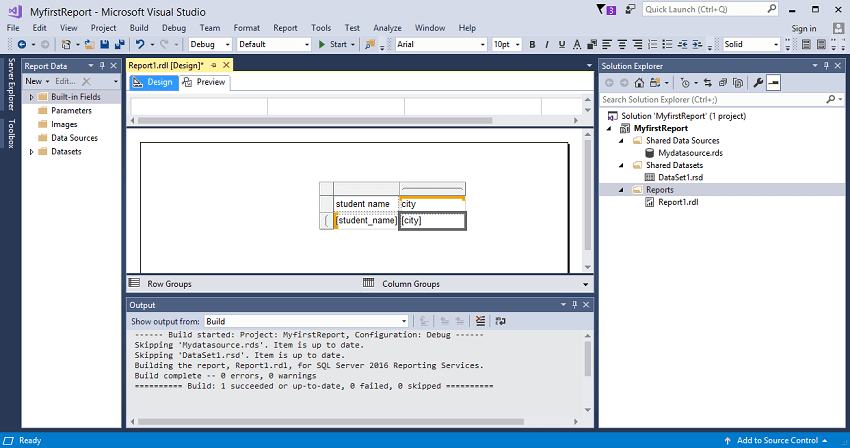 MyfirstReport - Microsoft Visual Studio
3
Quick Launch (Ctrl+Q)
File Edit View Project Build Debug Team Format Report Tools Test Analyze Window Help
Sign in
Debug Default Start Arial 10pt B I U A Solid
Server Explorer
Toolbox
Report Data
New Edit...
Built-in Fields
Parameters
Images
Data Sources
Datasets
Report1.rdl [Design]*
Design Preview
student name city
[student_name] [city]
Row Groups Column Groups
Output
Show output from: Build
------ Build started: Project: MyfirstReport, Configuration: Debug ------
Skipping 'Mydatasource.rds'. Item is up to date.
Skipping 'DataSet1.rsd'. Item is up to date.
Building the report, Report1.rdl, for SQL Server 2016 Reporting Services.
Build complete -- 0 errors, 0 warnings
========== Build: 1 succeeded or up-to-date, 0 failed, 0 skipped ==========
Solution Explorer
Search Solution Explorer (Ctrl+;)
Solution 'MyfirstReport' (1 project)
MyfirstReport
Shared Data Sources
Mydatasource.rds
Shared Datasets
DataSet1.rsd
Reports
Report1.rdl
Ready
Add to Source Control